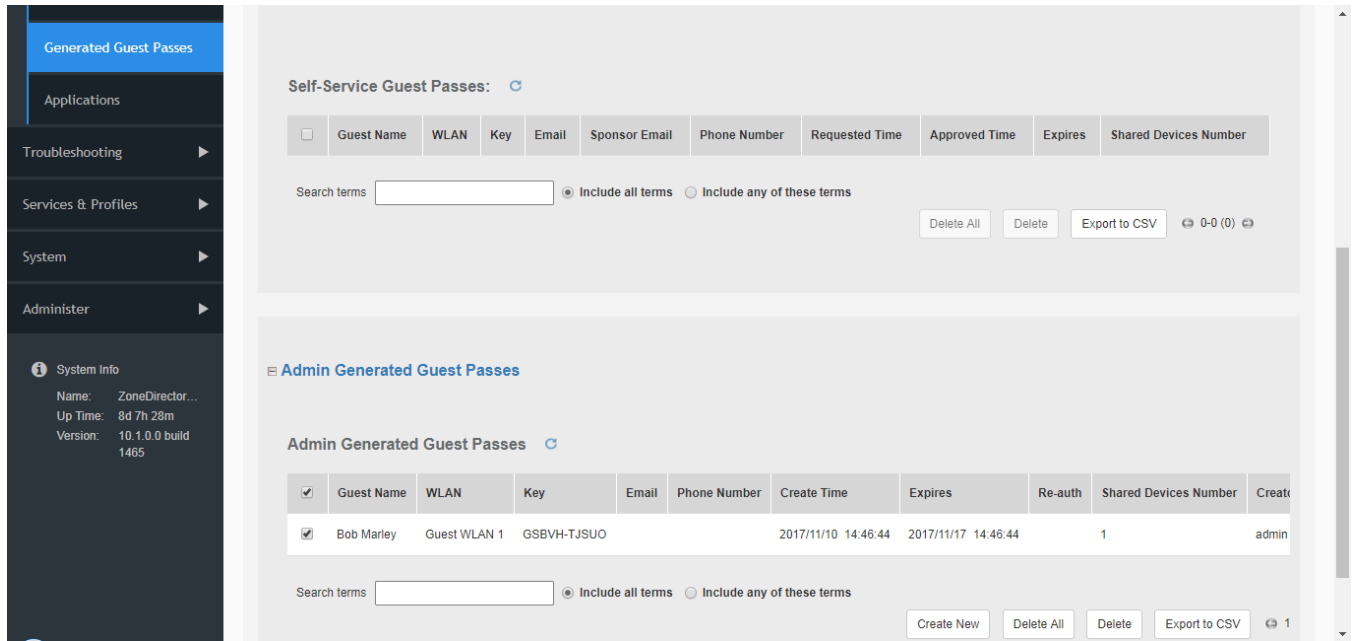 Generated Guest Passes
Applications
Troubleshooting
Services & Profiles
System
Administer
System Info
Name: ZoneDirector...
Up Time: 8d 7h 28m
Version: 10.1.0.0 build
1465
Self-Service Guest Passes:
Guest Name WLAN Key Email Sponsor Email Phone Number Requested Time Approved Time Expires Shared Devices Number
Search terms Include all terms Include any of these terms
Delete All Delete Export to CSV 0-0 (0)
Admin Generated Guest Passes
Admin Generated Guest Passes
Guest Name WLAN Key Email Phone Number Create Time Expires Re-auth Shared Devices Number
Bob Marley Guest WLAN 1 GSBVH-TJSUO 2017/11/10 14:46:44 2017/11/17 14:46:44 1 admin
Search terms Include all terms Include any of these terms
Create New Delete All Delete Export to CSV 1